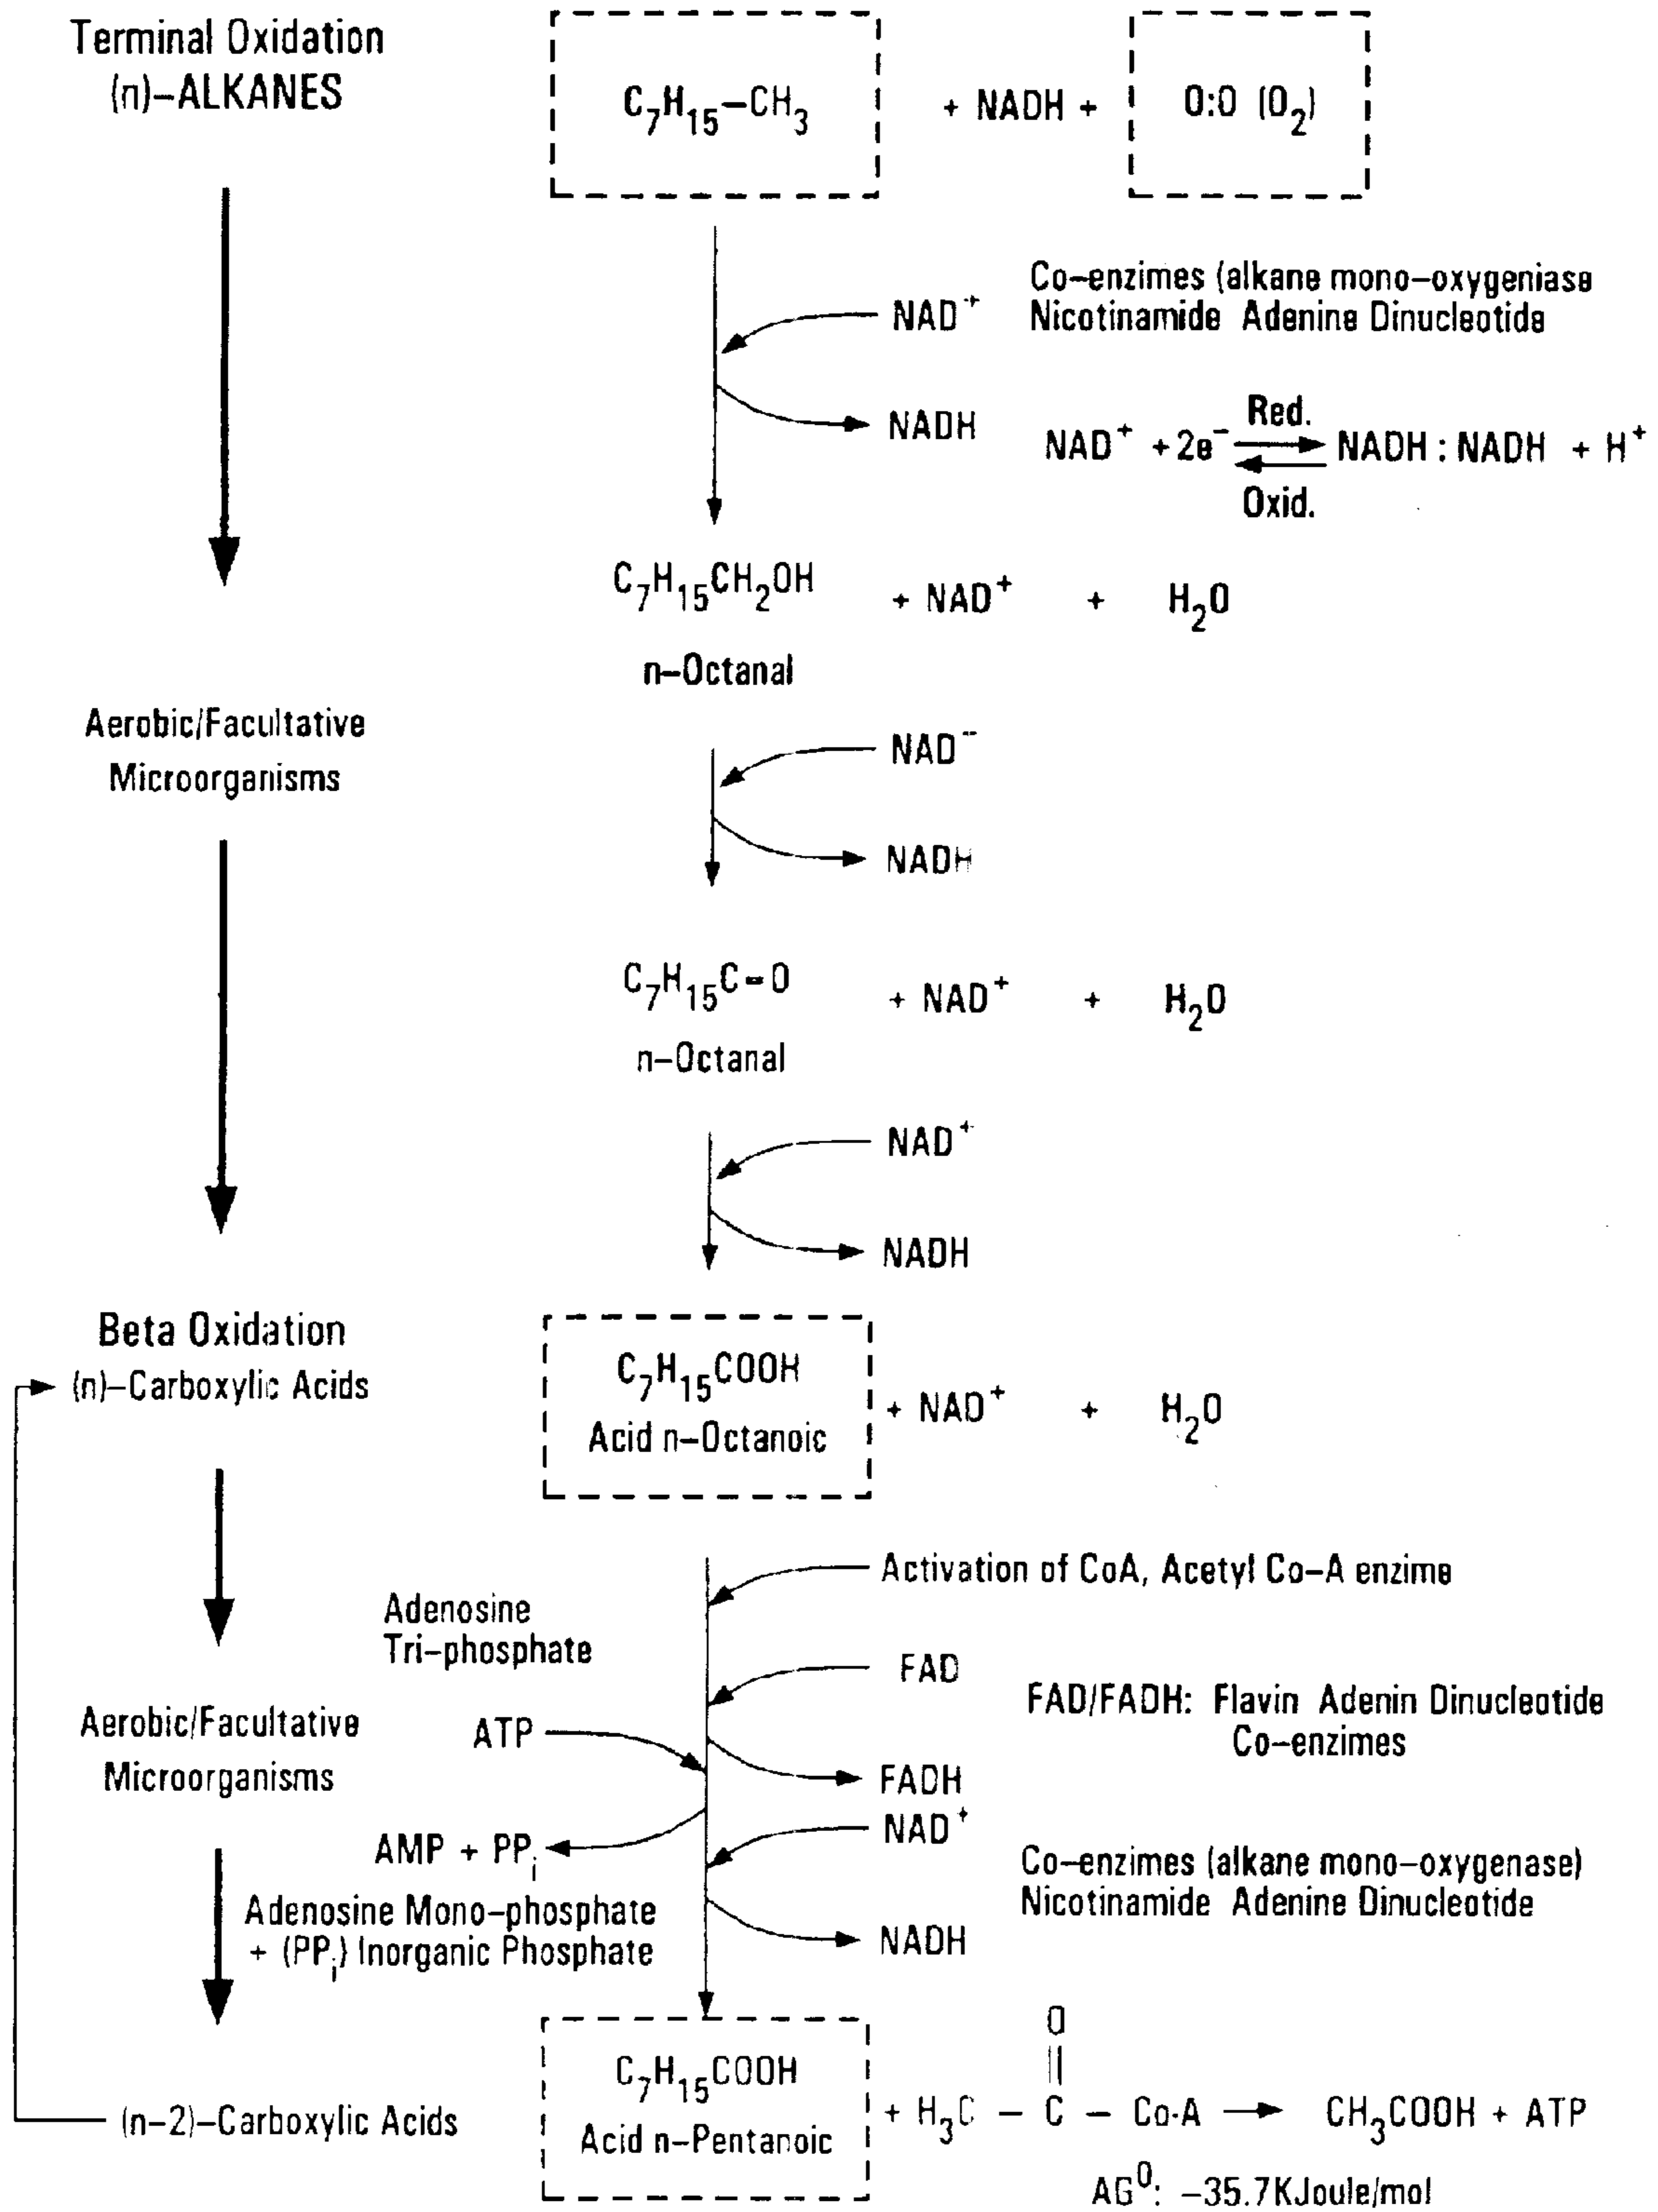 Terminal Oxidation
(n)–ALKANES
C7H15–CH3 + NADH + O:O (O2)
Co–enzimes (alkane mono–oxygeniase
NAD+ Nicotinamide Adenine Dinucleotide
Red.
NADH NAD+ +2e− NADH : NADH + H+
Oxid.
C7H15CH2OH + NAD+ + H2O
n–Octanal
Aerobic/Facultative
Microorganisms
NAD−
NADH
C7H15C=O + NAD+ + H2O
n–Octanal
NAD+
NADH
Beta Oxidation
(n)–Carboxylic Acids
C7H15COOH + NAD+ + H2O
Acid n–Octanoic
Activation of CoA, Acetyl Co–A enzime
Adenosine
Tri–phosphate
FAD
FAD/FADH: Flavin Adenin Dinucleotide
Co–enzimes
Aerobic/Facultative
Microorganisms
ATP
FADH
NAD+
AMP + PPi
Co–enzimes (alkane mono–oxygenase)
Nicotinamide Adenine Dinucleotide
Adenosine Mono–phosphate
+ (PPi) Inorganic Phosphate
NADH
O
||
C7H15COOH + H3C – C – Co·A CH3COOH + ATP
(n–2)–Carboxylic Acids
Acid n–Pentanoic
AG0: −35.7KJoule/mol